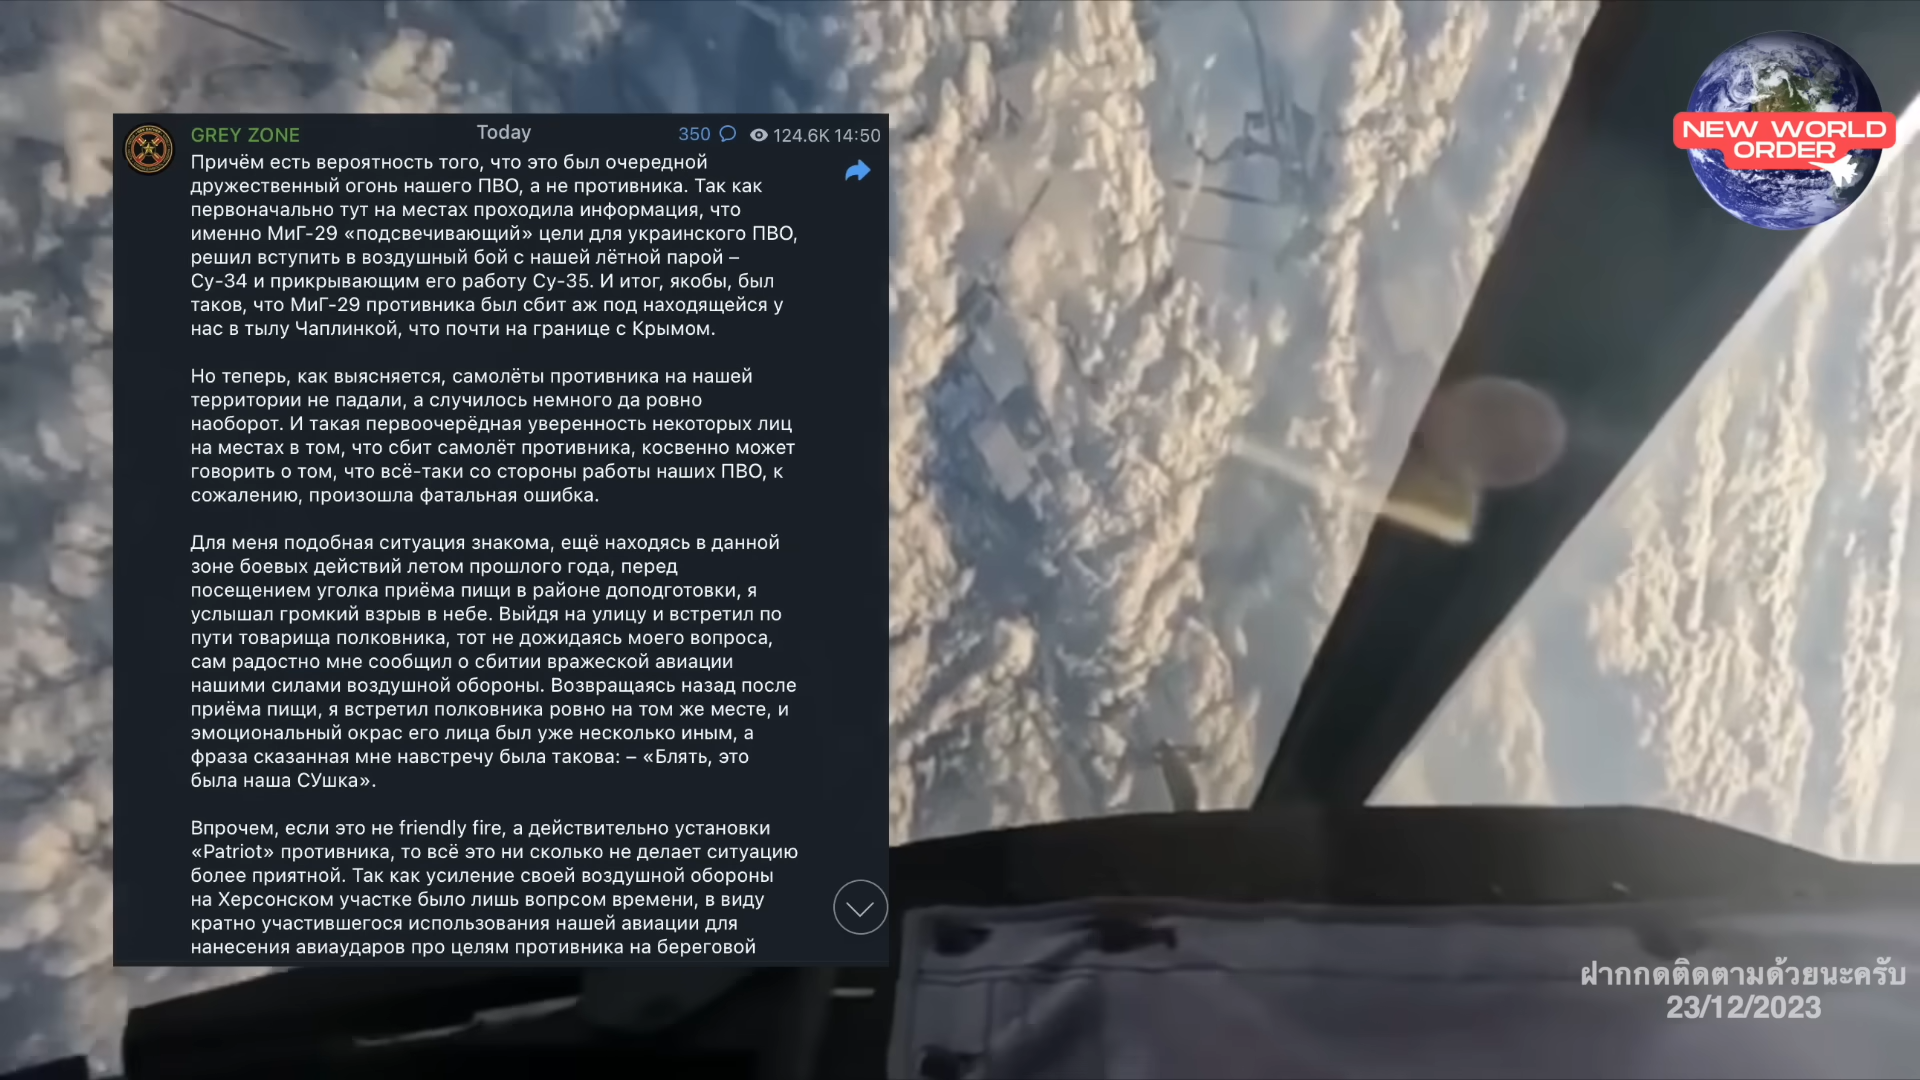 GREY ZONE
Today
350
124.6K 14:50
Причём есть вероятность того, что это был очередной
дружественный огонь нашего ПВО, а не противника. Так как
первоначально тут на местах проходила информация, что
именно МиГ-29 «подсвечивающий» цели для украинского ПВО,
решил вступить в воздушный бой с нашей лётной парой –
Су-34 и прикрывающим его работу Су-35. И итог, якобы, был
таков, что МиГ-29 противника был сбит аж под находящейся у
нас в тылу Чаплинкой, что почти на границе с Крымом.
Но теперь, как выясняется, самолёты противника на нашей
территории не падали, а случилось немного да ровно
наоборот. И такая первоочерёдная уверенность некоторых лиц
на местах в том, что сбит самолёт противника, косвенно может
говорить о том, что всё-таки со стороны работы наших ПВО, к
сожалению, произошла фатальная ошибка.
Для меня подобная ситуация знакома, ещё находясь в данной
зоне боевых действий летом прошлого года, перед
посещением уголка приёма пищи в районе доподготовки, я
услышал громкий взрыв в небе. Выйдя на улицу и встретил по
пути товарища полковника, тот не дожидаясь моего вопроса,
сам радостно мне сообщил о сбитии вражеской авиации
нашими силами воздушной обороны. Возвращаясь назад после
приёма пищи, я встретил полковника ровно на том же месте, и
эмоциональный окрас его лица был уже несколько иным, а
фраза сказанная мне навстречу была такова: – «Блять, это
была наша СУшка».
Впрочем, если это не friendly fire, а действительно установки
«Patriot» противника, то всё это ни сколько не делает ситуацию
более приятной. Так как усиление своей воздушной обороны
на Херсонском участке было лишь вопрсом времени, в виду
кратно участившегося использования нашей авиации для
нанесения авиаударов про целям противника на береговой
NEW WORLD
ORDER
ฝากกดติดตามด้วยนะครับ
23/12/2023